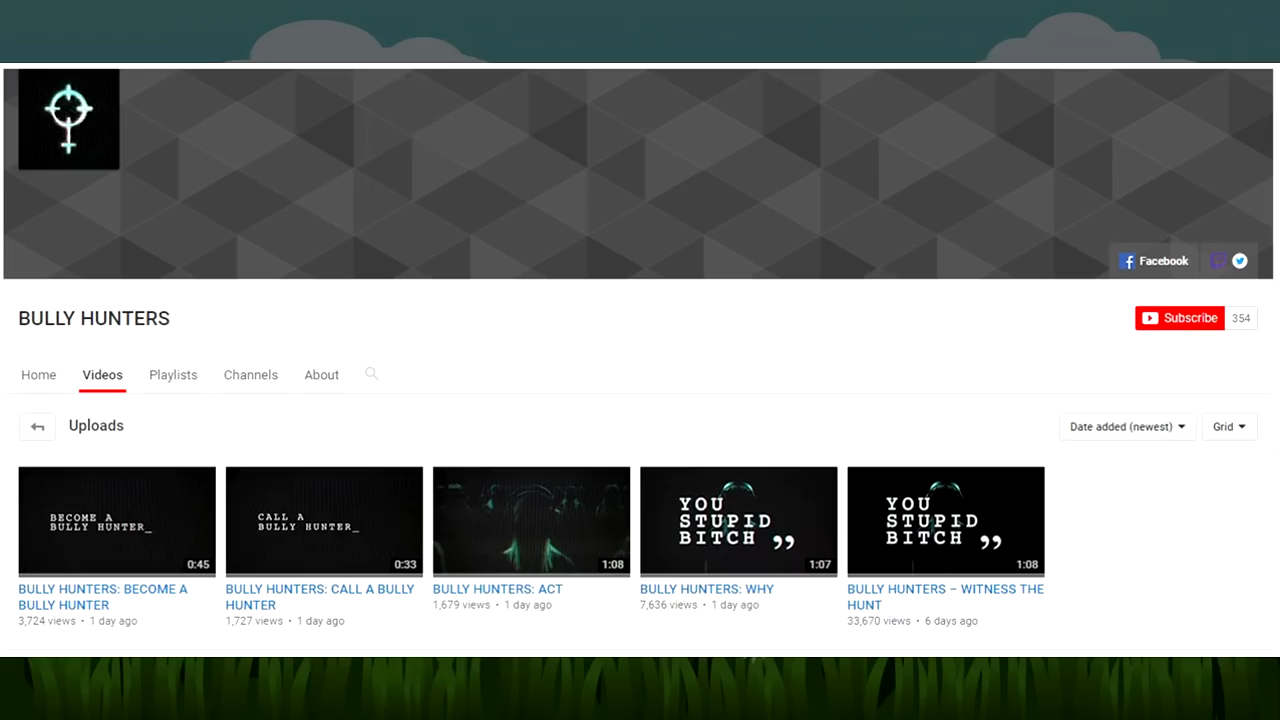 Facebook
BULLY HUNTERS
Subscribe 354
Home Videos Playlists Channels About
Uploads
Date added (newest) Grid
BECOME A
BULLY HUNTER_
0:45
CALL A
BULLY HUNTER_
0:33
1:08
YOU
STUPID
BITCH ”
1:07
YOU
STUPID
BITCH ”
1:08
BULLY HUNTERS: BECOME A
BULLY HUNTER
3,724 views • 1 day ago
BULLY HUNTERS: CALL A BULLY
HUNTER
1,727 views • 1 day ago
BULLY HUNTERS: ACT
1,679 views • 1 day ago
BULLY HUNTERS: WHY
7,636 views • 1 day ago
BULLY HUNTERS – WITNESS THE
HUNT
33,670 views • 6 days ago